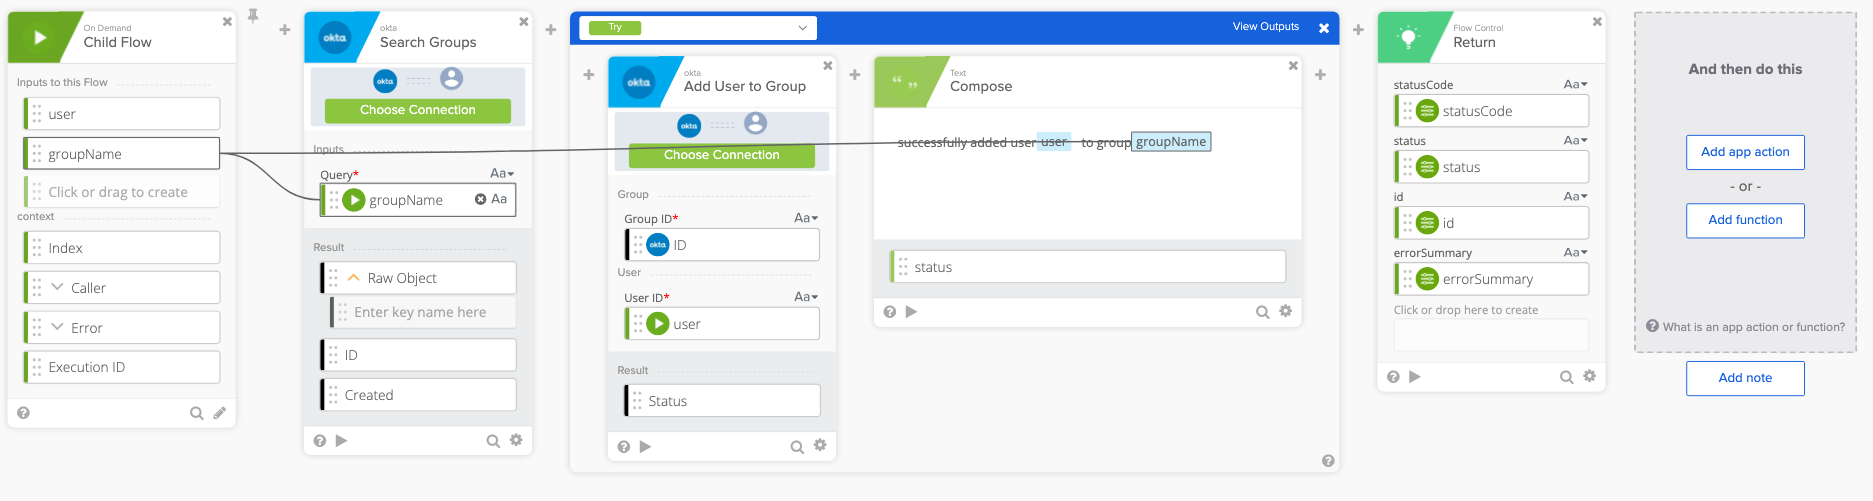 On Demand
Child Flow
Inputs to this Flow
user
groupName
Click or drag to create
context
Index
Caller
Error
Execution ID
okta
okta
Search Groups
okta
Choose Connection
Inputs
Query*
Aa
groupName
Aa
Result
Raw Object
Enter key name here
ID
Created
Try
View Outputs
okta
okta
Add User to Group
okta
Choose Connection
Group
Group ID*
Aa
okta
ID
User
User ID*
Aa
user
Result
Status
Text
Compose
successfully added user user to group groupName
status
Flow Control
Return
statusCode
Aa
statusCode
status
Aa
status
id
Aa
id
errorSummary
Aa
errorSummary
Click or drop here to create
And then do this
Add app action
- or -
Add function
What is an app action or function?
Add note